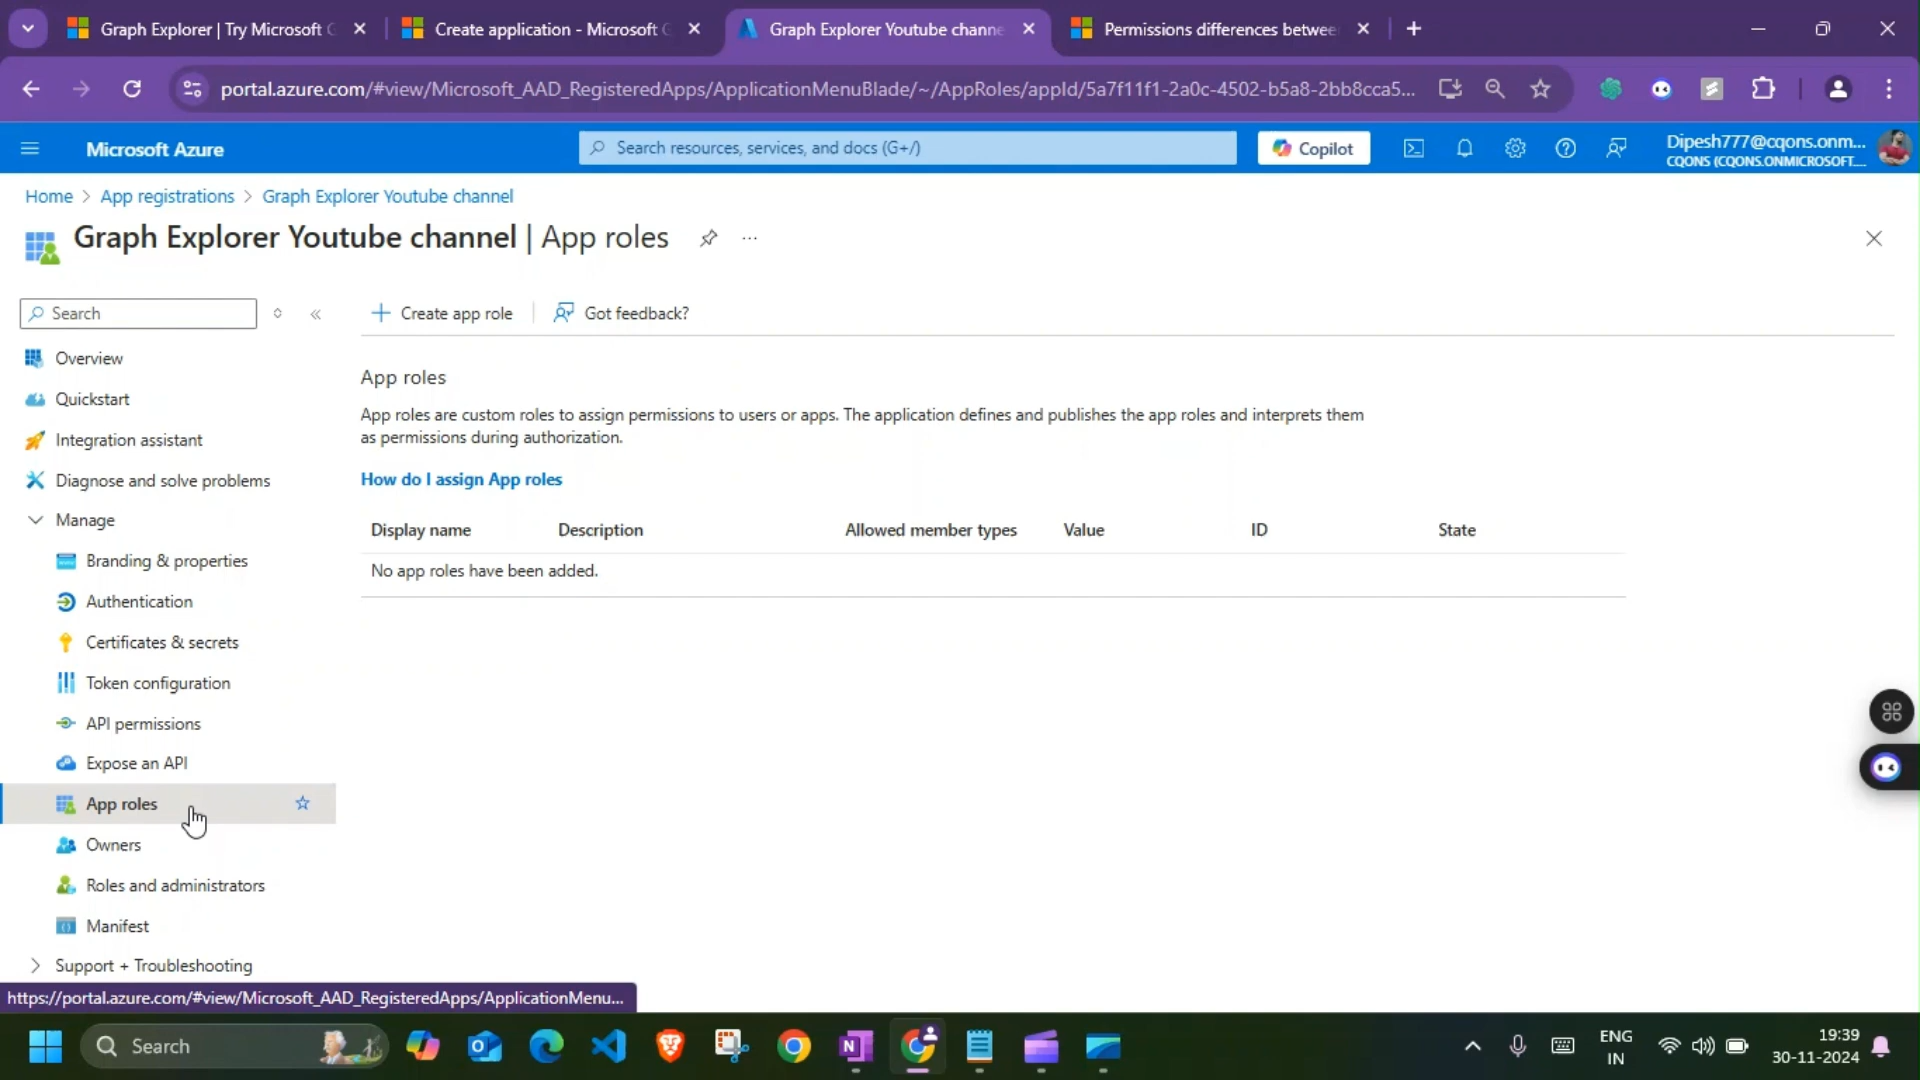 Graph Explorer | Try Microsoft G
Create application - Microsoft G
Graph Explorer Youtube channe
Permissions differences betwee
portal.azure.com/#view/Microsoft_AAD_RegisteredApps/ApplicationMenuBlade/~/AppRoles/appId/5a7f11f1-2a0c-4502-b5a8-2bb8cca5...
Microsoft Azure
Search resources, services, and docs (G+/)
Copilot
Dipesh777@cqons.onm...
CQONS (CQONS.ONMICROSOFT....
Home > App registrations > Graph Explorer Youtube channel
Graph Explorer Youtube channel | App roles
Search
Create app role
Got feedback?
Overview
Quickstart
Integration assistant
Diagnose and solve problems
Manage
Branding & properties
Authentication
Certificates & secrets
Token configuration
API permissions
Expose an API
App roles
Owners
Roles and administrators
Manifest
Support + Troubleshooting
App roles
App roles are custom roles to assign permissions to users or apps. The application defines and publishes the app roles and interprets them
as permissions during authorization.
How do I assign App roles
Display name Description Allowed member types Value ID State
No app roles have been added.
https://portal.azure.com/#view/Microsoft_AAD_RegisteredApps/ApplicationMenu...
Search
ENG
IN
19:39
30-11-2024